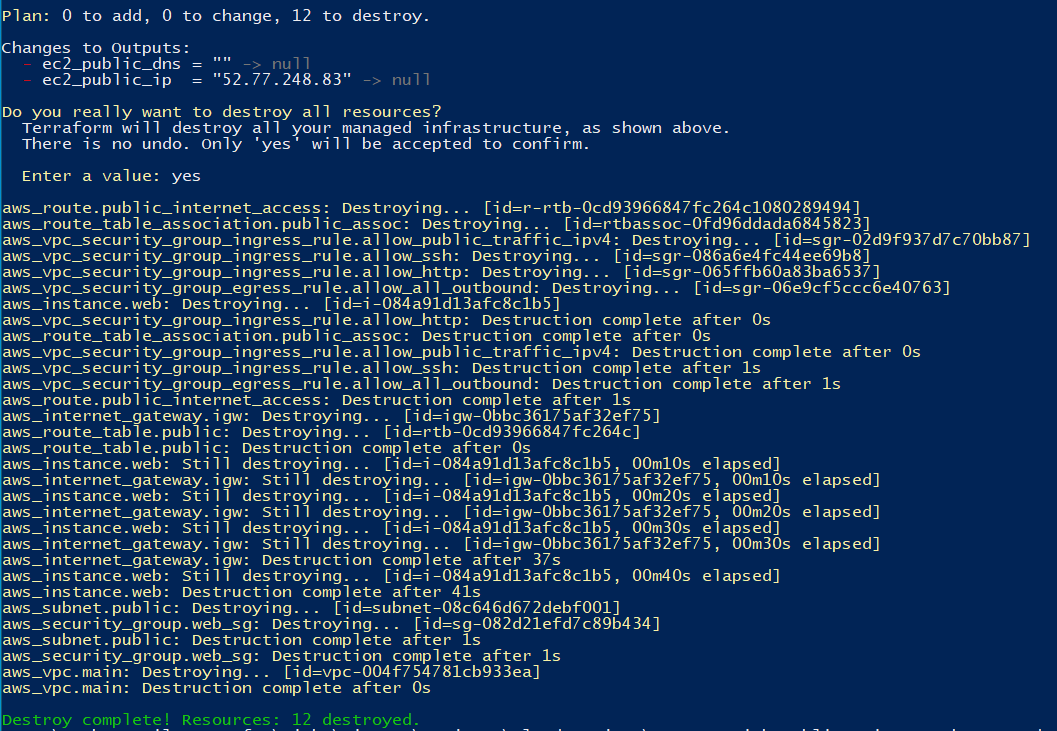 Plan: 0 to add, 0 to change, 12 to destroy.
Changes to Outputs:
- ec2_public_dns = "" -> null
- ec2_public_ip  = "52.77.248.83" -> null
Do you really want to destroy all resources?
Terraform will destroy all your managed infrastructure, as shown above.
There is no undo. Only 'yes' will be accepted to confirm.
Enter a value: yes
aws_route.public_internet_access: Destroying... [id=r-rtb-0cd93966847fc264c1080289494]
aws_route_table_association.public_assoc: Destroying... [id=rtbassoc-0fd96ddada6845823]
aws_vpc_security_group_ingress_rule.allow_public_traffic_ipv4: Destroying... [id=sgr-02d9f937d7c70bb87]
aws_vpc_security_group_ingress_rule.allow_ssh: Destroying... [id=sgr-086a6e4fc44ee69b8]
aws_vpc_security_group_ingress_rule.allow_http: Destroying... [id=sgr-065ffb60a83ba6537]
aws_vpc_security_group_egress_rule.allow_all_outbound: Destroying... [id=sgr-06e9cf5ccc6e40763]
aws_instance.web: Destroying... [id=i-084a91d13afc8c1b5]
aws_vpc_security_group_ingress_rule.allow_http: Destruction complete after 0s
aws_route_table_association.public_assoc: Destruction complete after 0s
aws_vpc_security_group_ingress_rule.allow_public_traffic_ipv4: Destruction complete after 0s
aws_vpc_security_group_ingress_rule.allow_ssh: Destruction complete after 1s
aws_vpc_security_group_egress_rule.allow_all_outbound: Destruction complete after 1s
aws_route.public_internet_access: Destruction complete after 1s
aws_internet_gateway.igw: Destroying... [id=igw-0bbc36175af32ef75]
aws_route_table.public: Destroying... [id=rtb-0cd93966847fc264c]
aws_route_table.public: Destruction complete after 0s
aws_instance.web: Still destroying... [id=i-084a91d13afc8c1b5, 00m10s elapsed]
aws_internet_gateway.igw: Still destroying... [id=igw-0bbc36175af32ef75, 00m10s elapsed]
aws_instance.web: Still destroying... [id=i-084a91d13afc8c1b5, 00m20s elapsed]
aws_internet_gateway.igw: Still destroying... [id=igw-0bbc36175af32ef75, 00m20s elapsed]
aws_instance.web: Still destroying... [id=i-084a91d13afc8c1b5, 00m30s elapsed]
aws_internet_gateway.igw: Still destroying... [id=igw-0bbc36175af32ef75, 00m30s elapsed]
aws_internet_gateway.igw: Destruction complete after 37s
aws_instance.web: Still destroying... [id=i-084a91d13afc8c1b5, 00m40s elapsed]
aws_instance.web: Destruction complete after 41s
aws_subnet.public: Destroying... [id=subnet-08c646d672debf001]
aws_security_group.web_sg: Destroying... [id=sg-082d21efd7c89b434]
aws_subnet.public: Destruction complete after 1s
aws_security_group.web_sg: Destruction complete after 1s
aws_vpc.main: Destroying... [id=vpc-004f754781cb933ea]
aws_vpc.main: Destruction complete after 0s
Destroy complete! Resources: 12 destroyed.